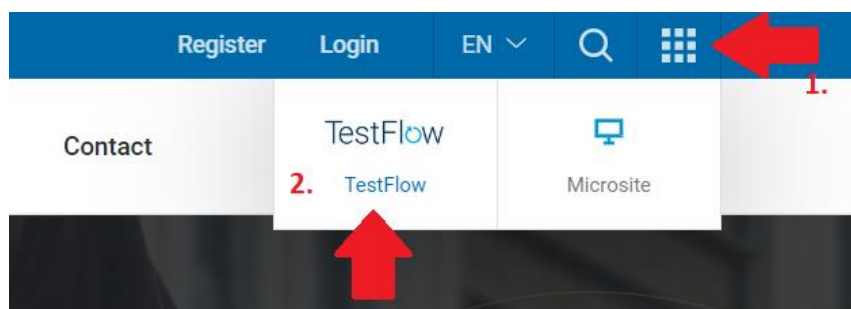 Register Login EN
1.
Contact
TestFlow
2. TestFlow Microsite